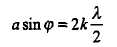 a sin φ = 2k λ/2